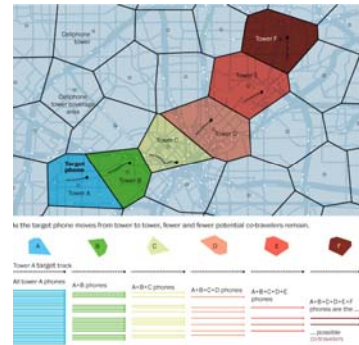 Cellphone
tower
Tower F
Cellphone
tower coverage
area
Tower E
Tower C
Tower D
Target
phone
Tower B
Tower A
As the target phone moves from tower to tower, fewer and fewer potential co-travelers remain.
A
B
C
D
E
F
Tower A target track
All tower A phones
A+B phones
A+B+C phones
A+B+C+D phones
A+B+C+D+E
phones
A+B+C+D+E+F
phones are the ...
... possible
co-travelers